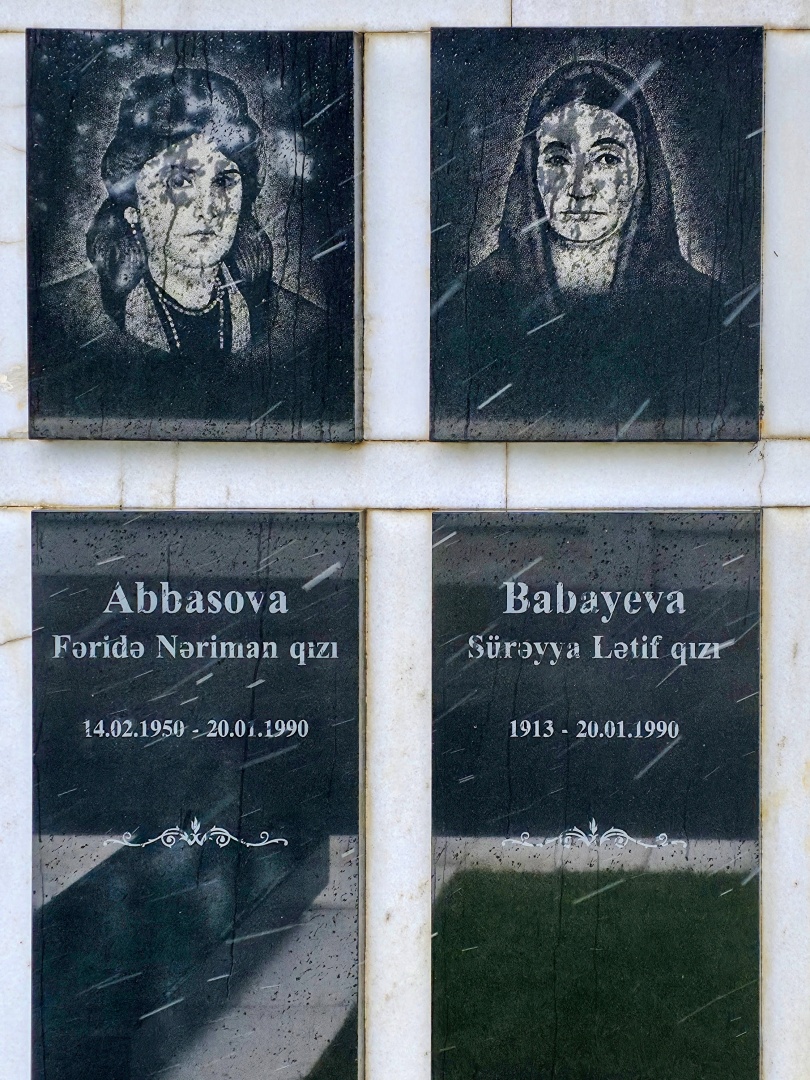 Abbasova
Fəridə Nəriman qızı
14.02.1950 - 20.01.1990
Babayeva
Sürəyya Lətif qızı
1913 - 20.01.1990